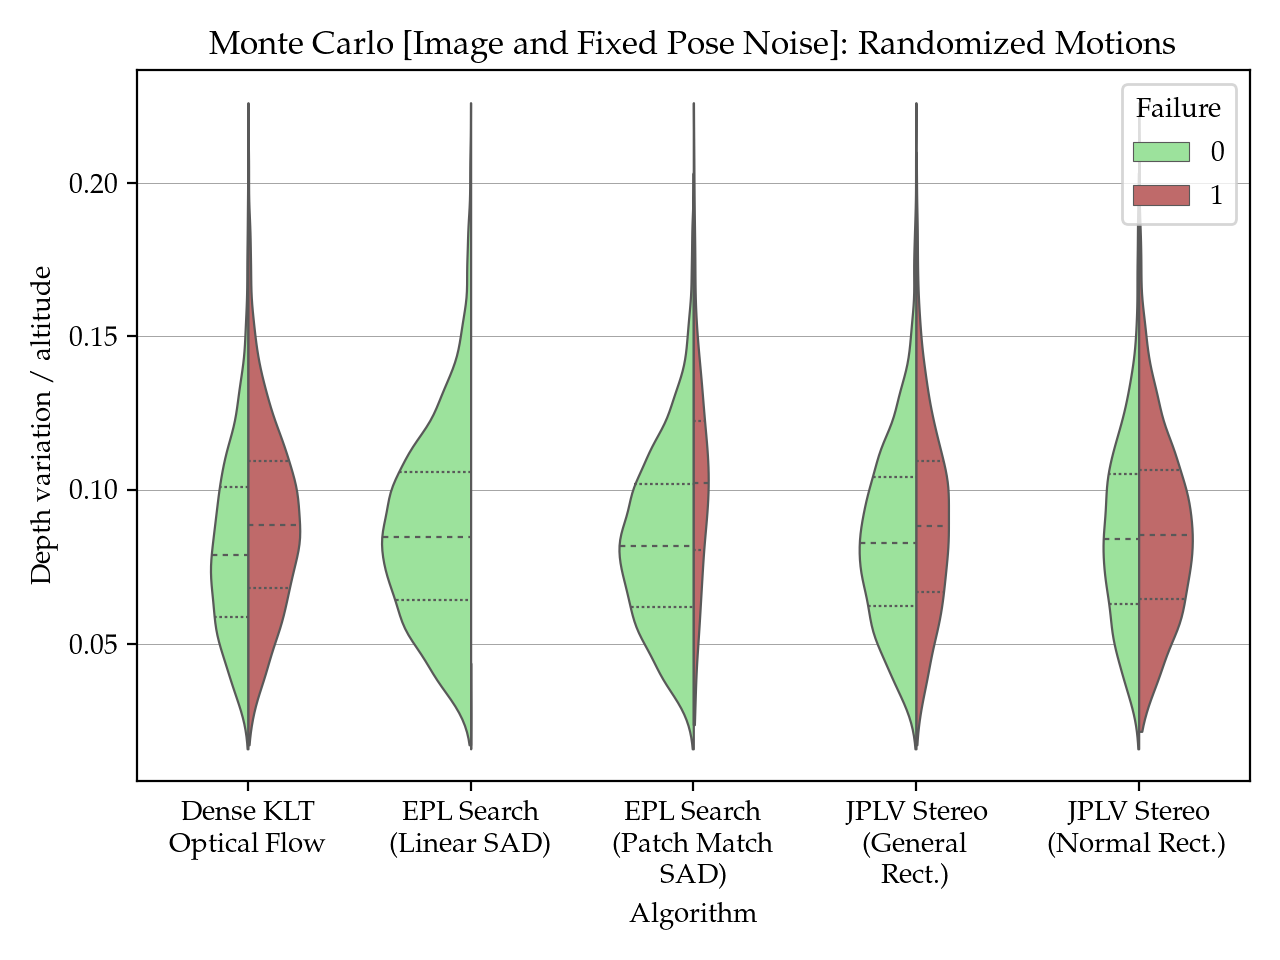 Monte Carlo [Image and Fixed Pose Noise]: Randomized Motions
Failure
0
1
0.20
0.15
0.10
0.05
Depth variation / altitude
Dense KLT
Optical Flow
EPL Search
(Linear SAD)
EPL Search
(Patch Match
SAD)
JPLV Stereo
(General
Rect.)
JPLV Stereo
(Normal Rect.)
Algorithm